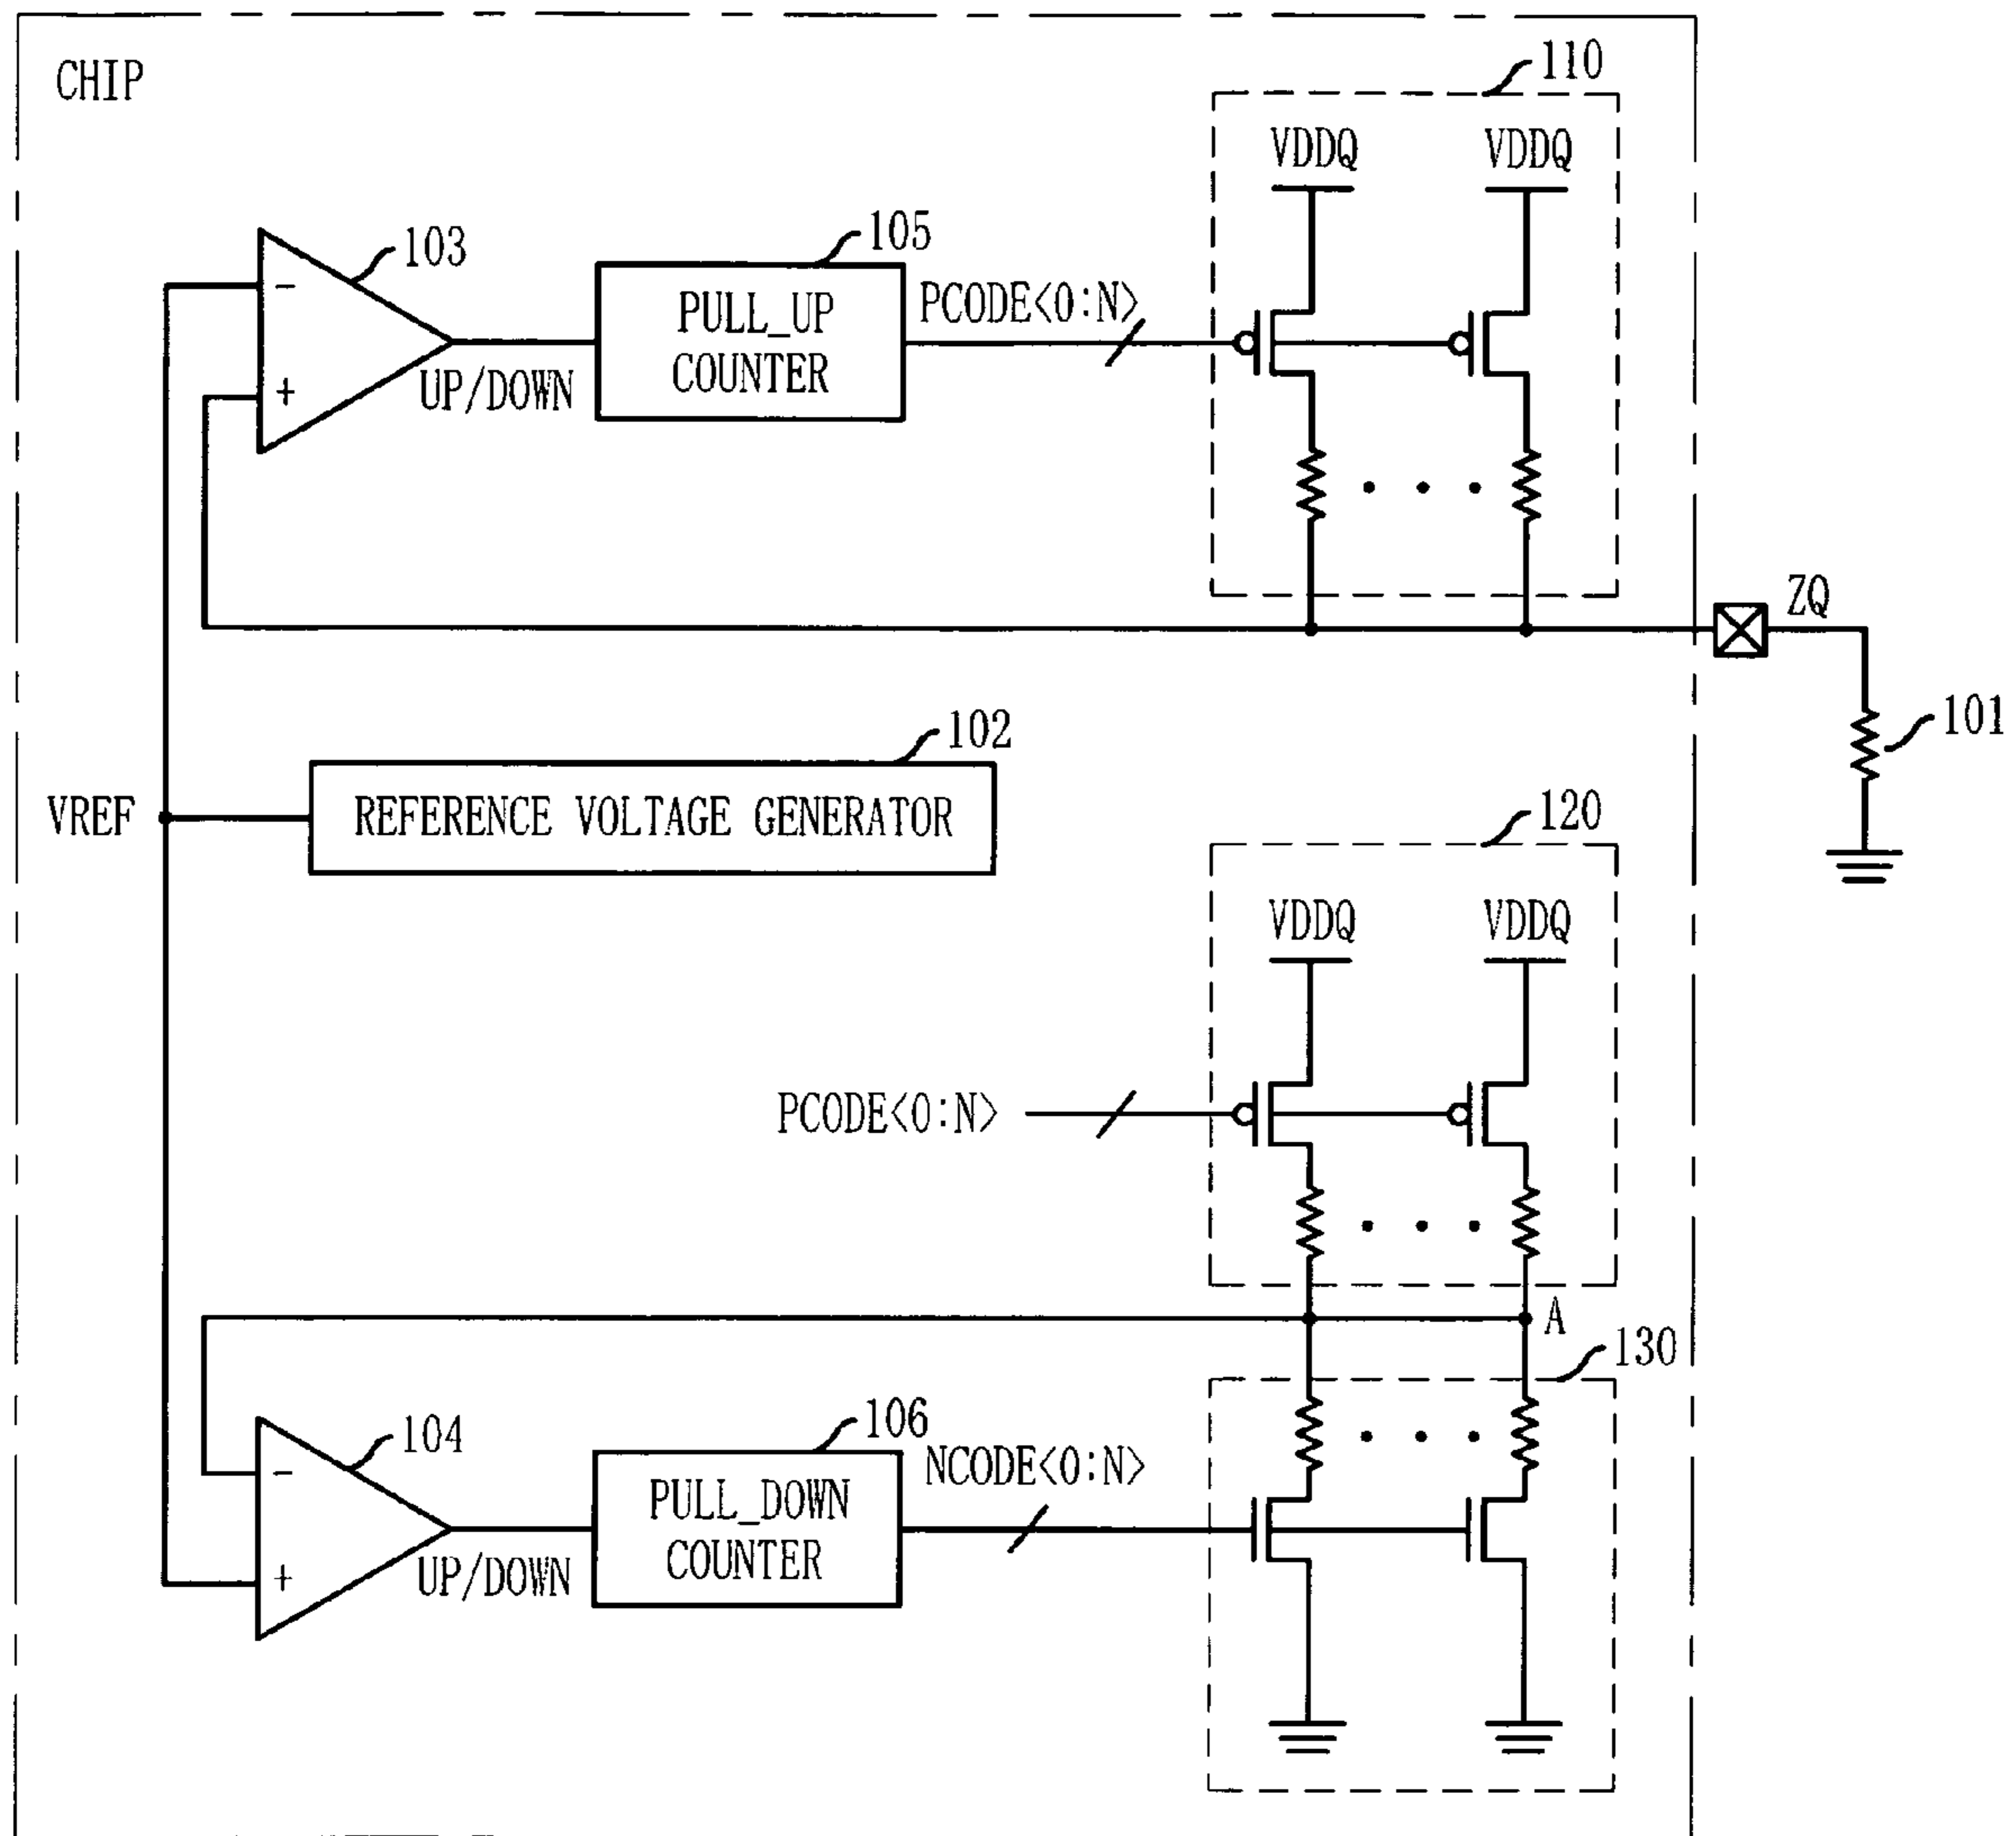 CHIP
110
VDDQ VDDQ
103
105
-
+
UP/DOWN
PULL_UP
COUNTER
PCODE<0:N>
ZQ
101
102
VREF
REFERENCE VOLTAGE GENERATOR
120
VDDQ VDDQ
PCODE<0:N>
A
130
104
106
-
+
UP/DOWN
PULL_DOWN
COUNTER
NCODE<0:N>